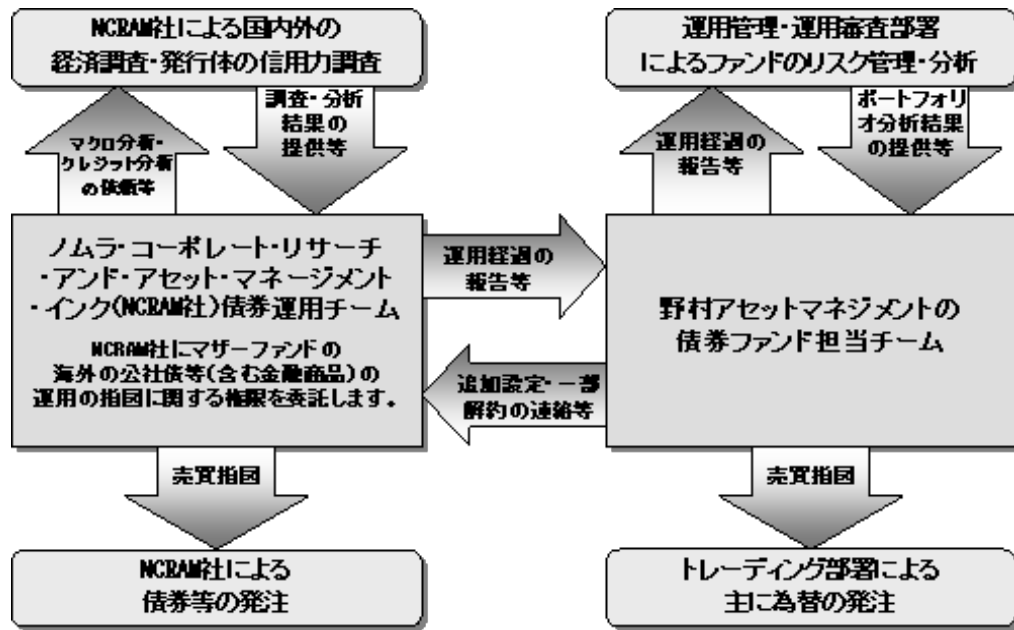 NCRAM社による国内外の
経済調査・発行体の信用力調査
運用管理・運用審査部署
によるファンドのリスク管理・分析
マクロ分析・
クレジット分析
の依頼等
調査・分析
結果の
提供等
運用経過の
報告等
ポートフォリ
オ分析結果
の提供等
ノムラ・コーポレート・リサーチ
・アンド・アセット・マネージメント
・インク(NCRAM社)債券運用チーム
NCRAM社にマザーファンドの
海外の公社債等(含む金融商品)の
運用の指図に関する権限を委託します。
運用経過の
報告等
追加設定・一部
解約の連絡等
野村アセットマネジメントの
債券ファンド担当チーム
売買指図
売買指図
NCRAM社による
債券等の発注
トレーディング部署による
主に為替の発注